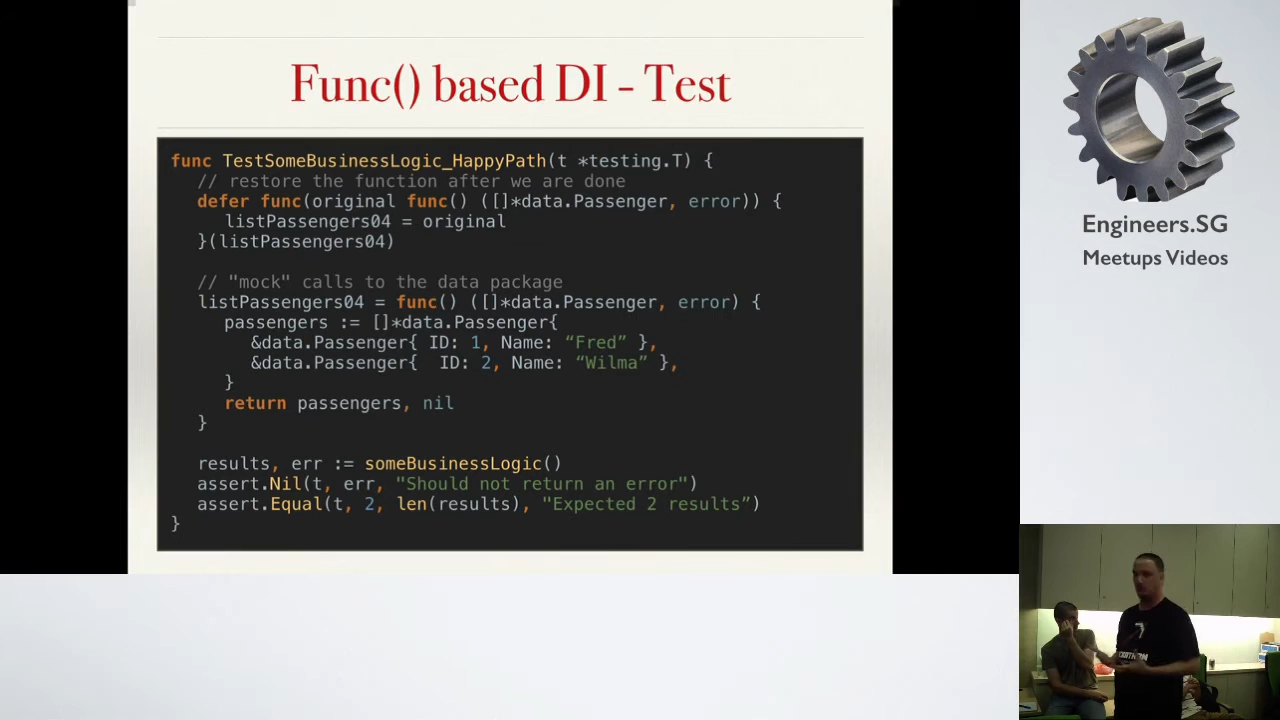 Func() based DI - Test
func TestSomeBusinessLogic_HappyPath(t *testing.T) {
// restore the function after we are done
defer func(original func() ([]*data.Passenger, error)) {
listPassengers04 = original
}(listPassengers04)
// "mock" calls to the data package
listPassengers04 = func() ([]*data.Passenger, error) {
passengers := []*data.Passenger{
&data.Passenger{ ID: 1, Name: “Fred” },
&data.Passenger{  ID: 2, Name: “Wilma” },
}
return passengers, nil
}
results, err := someBusinessLogic()
assert.Nil(t, err, "Should not return an error")
assert.Equal(t, 2, len(results), "Expected 2 results”)
}
Engineers.SG
Meetups Videos